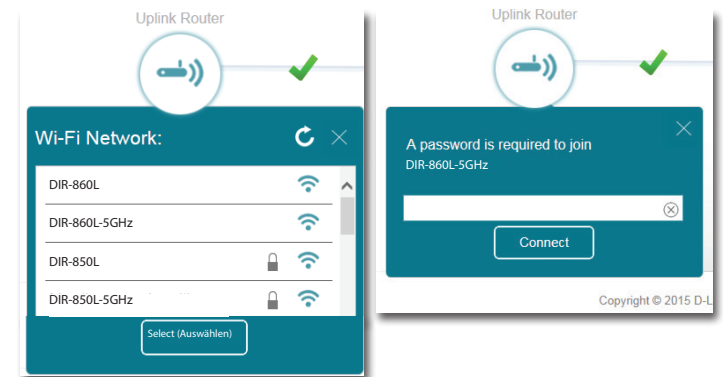 Uplink Router
Wi-Fi Network:
DIR-860L
DIR-860L-5GHz
DIR-850L
DIR-850L-5GHz
Select (Auswählen)
Uplink Router
A password is required to join
DIR-860L-5GHz
Connect
Copyright © 2015 D-L